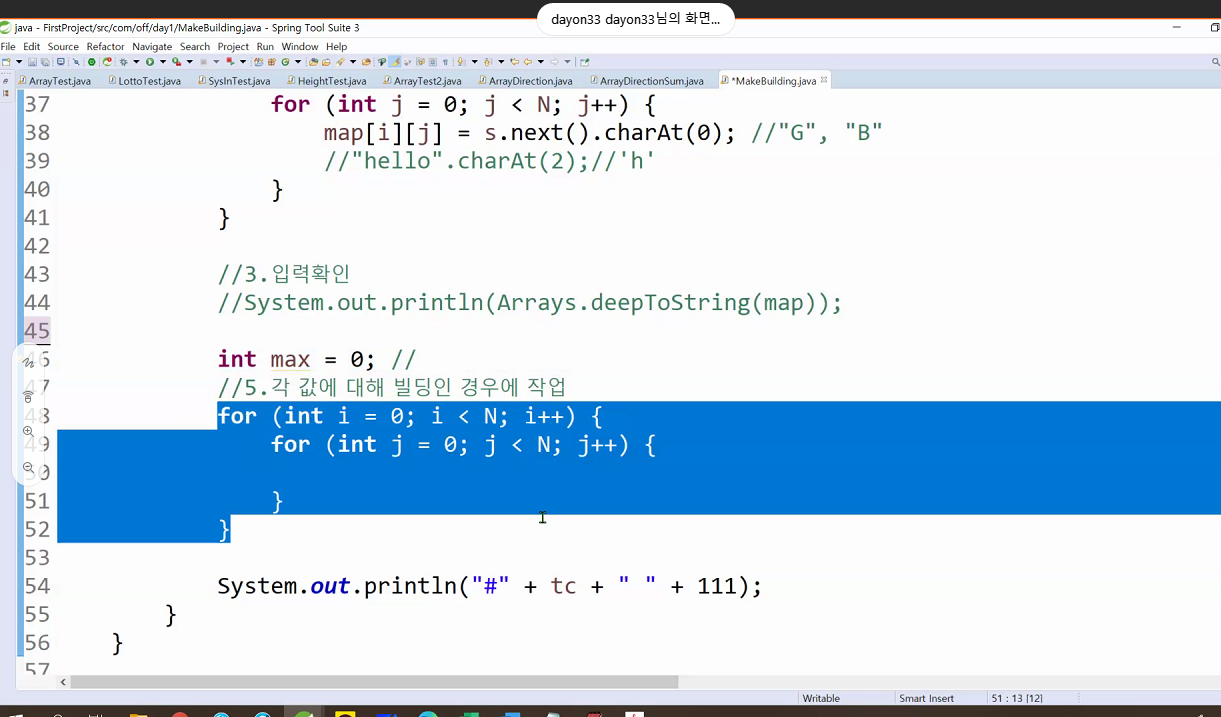 dayon33 dayon33님의 화면...
java - FirstProject/src/com/off/day1/MakeBuilding.java - Spring Tool Suite 3
File Edit Source Refactor Navigate Search Project Run Window Help
ArrayTest.java LottoTest.java SysInTest.java HeightTest.java ArrayTest2.java ArrayDirection.java ArrayDirectionSum.java *MakeBuilding.java
37 for (int j = 0; j < N; j++) {
38 map[i][j] = s.next().charAt(0); //"G", "B"
39 //"hello".charAt(2);//'h'
40 }
41 }
42
43 //3.입력확인
44 //System.out.println(Arrays.deepToString(map));
45
46 int max = 0; //
47 //5.각 값에 대해 빌딩인 경우에 작업
48 for (int i = 0; i < N; i++) {
49 for (int j = 0; j < N; j++) {
50
51 }
52 }
53
54 System.out.println("#" + tc + " " + 111);
55 }
56 }
57
Writable Smart Insert 51 : 13 [12]